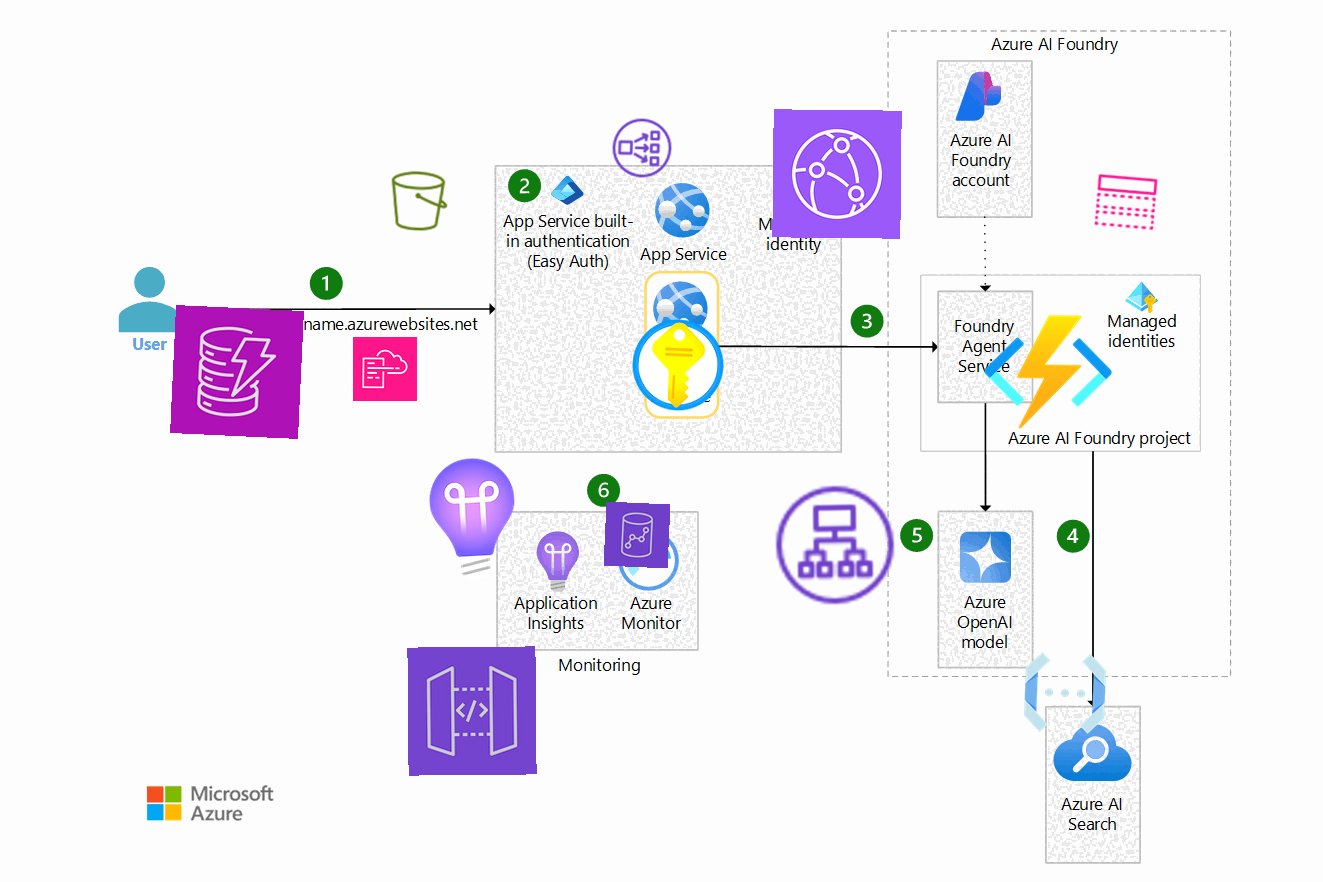 Azure AI Foundry
Azure AI
Foundry
account
2
App Service built-
in authentication
(Easy Auth)
App Service
identity
1
name.azurewebsites.net
User
3
Foundry
Agent
Service
Managed
identities
Azure AI Foundry project
6
Application
Insights
Azure
Monitor
Monitoring
5
4
Azure
OpenAI
model
Azure AI
Search
Microsoft
Azure